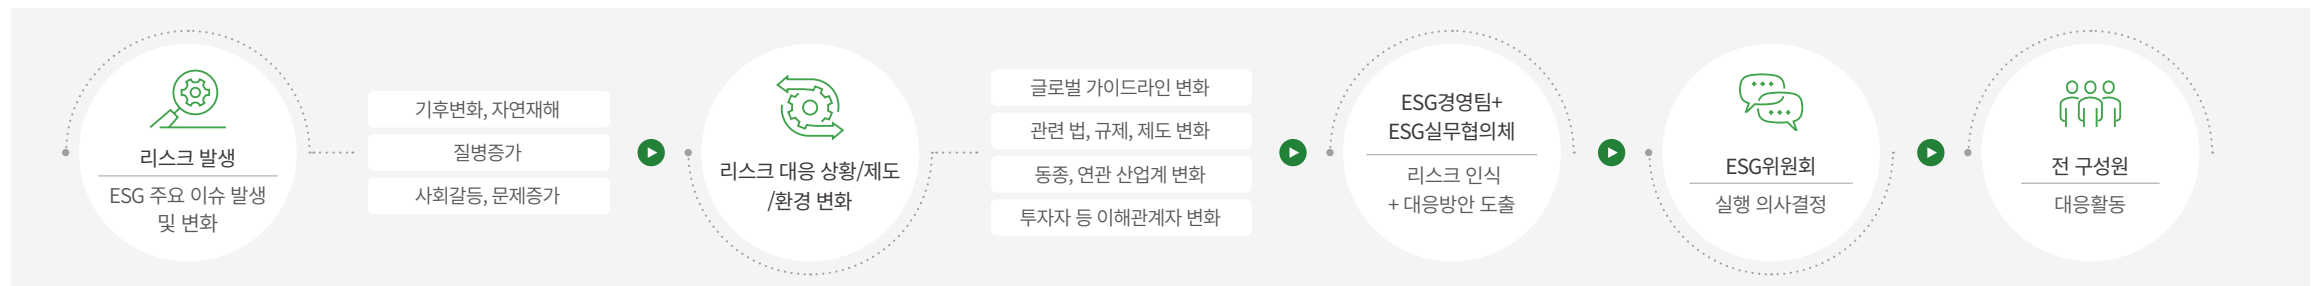 리스크 발생
ESG 주요 이슈 발생
및 변화
기후변화, 자연재해
질병증가
사회갈등, 문제증가
리스크 대응 상황/제도
/환경 변화
글로벌 가이드라인 변화
관련 법, 규제, 제도 변화
동종, 연관 산업계 변화
투자자 등 이해관계자 변화
ESG경영팀+
ESG실무협의체
리스크 인식
+ 대응방안 도출
ESG위원회
실행 의사결정
전 구성원
대응활동